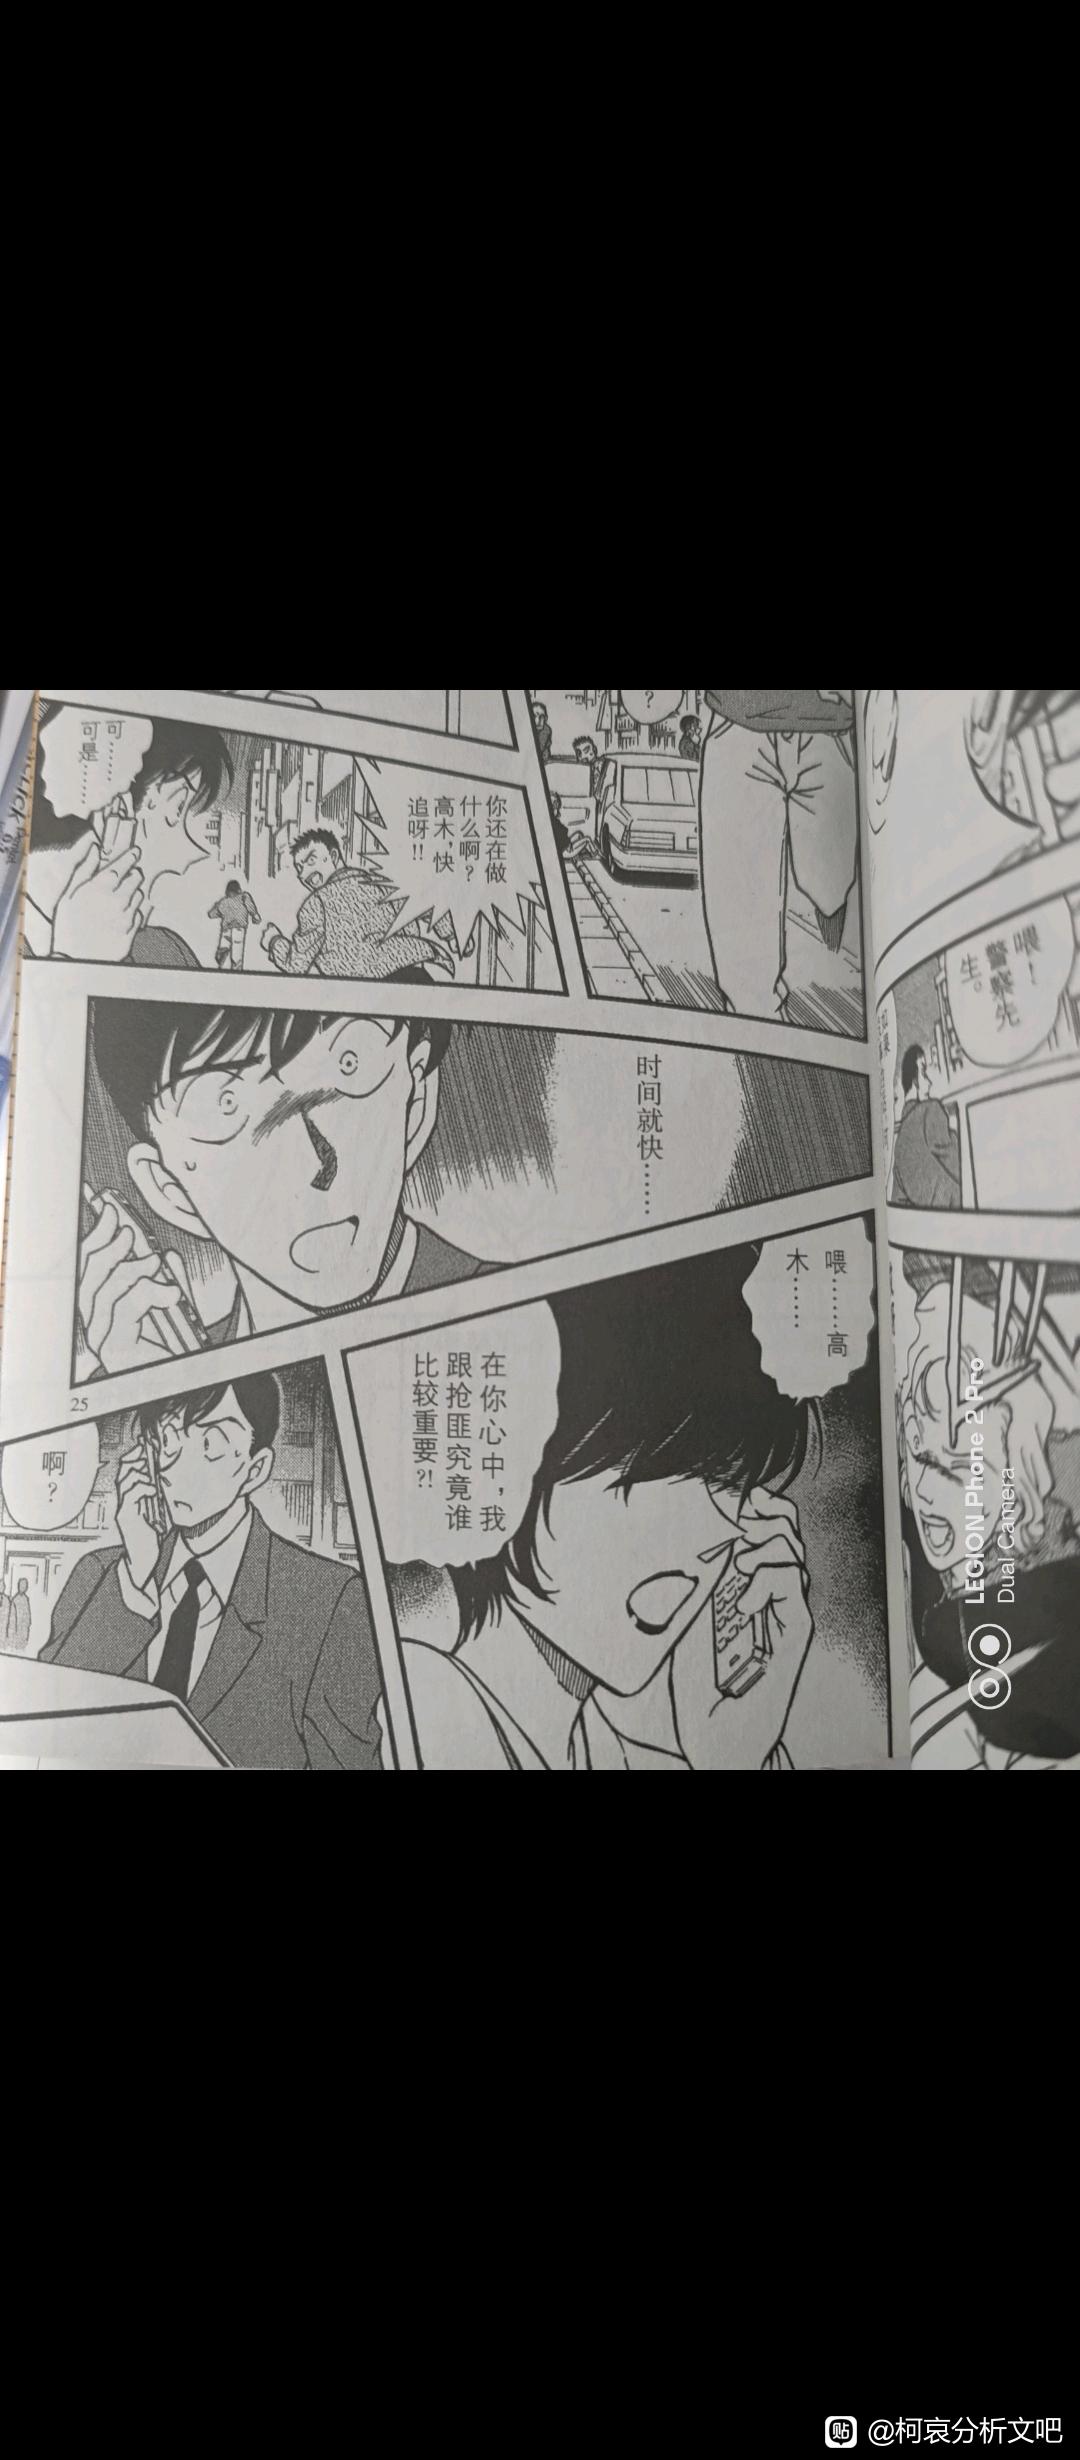 ?
你还在做
什么啊?
高木,快
追呀!!
可……
可是……
时间就快……
喂……高
木……
在你心中,我
跟抢匪究竟谁
比较重要?!
啊?
25
喂!
警察先
生。
LEGION Phone 2 Pro
Dual Camera
贴 @柯哀分析文吧